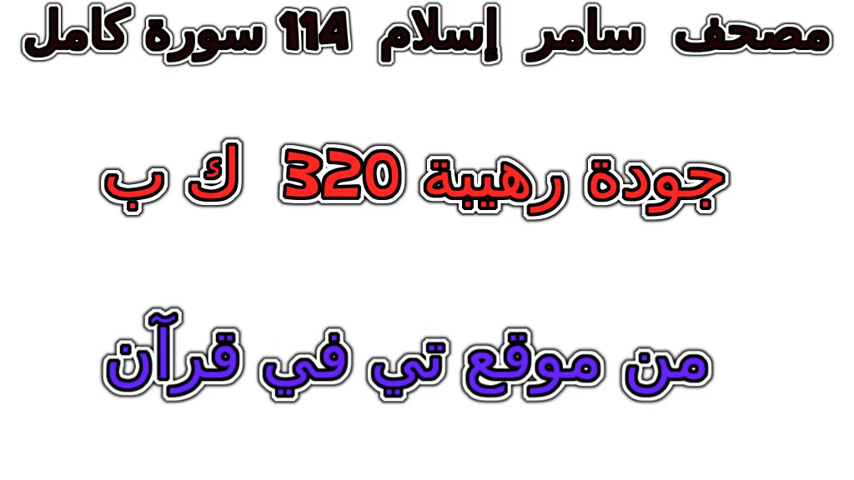 مصحف سامر إسلام 114 سورة كامل
جودة رهيبة 320 ك ب
من موقع تي في قرآن